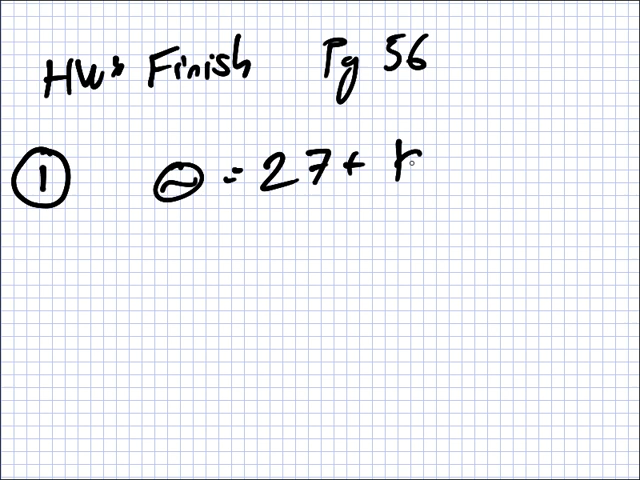 HW: Finish Pg 56
① Θ = 27 +